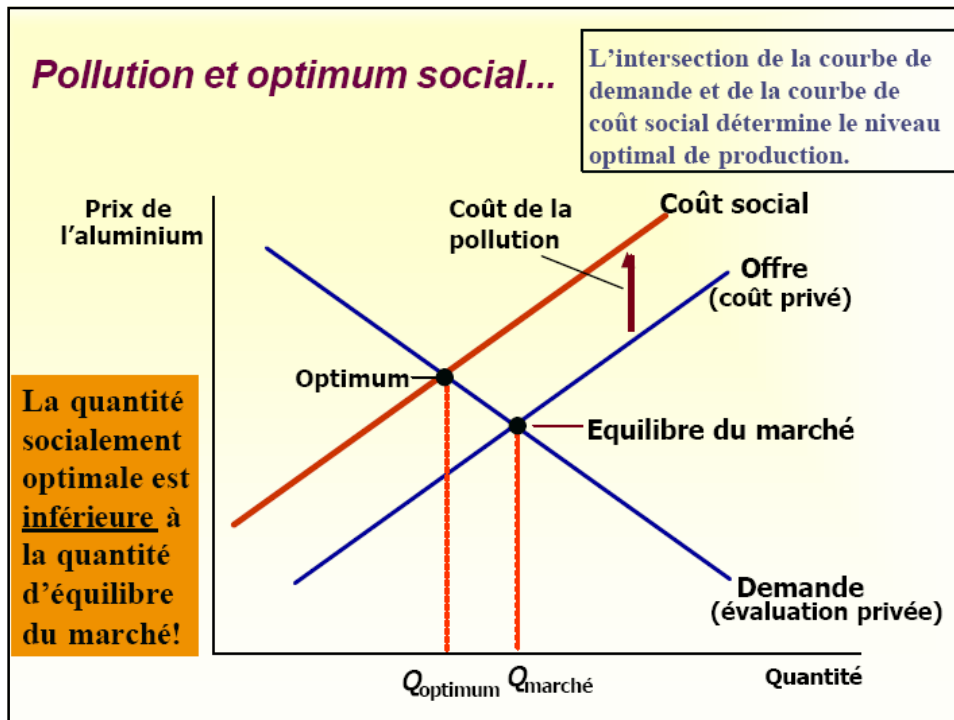 Pollution et optimum social...
L'intersection de la courbe de
demande et de la courbe de
coût social détermine le niveau
optimal de production.
Prix de
l'aluminium
Coût de la
pollution
Coût social
Offre
(coût privé)
Optimum
Equilibre du marché
La quantité
socialement
optimale est
inférieure à
la quantité
d'équilibre
du marché!
Demande
(évaluation privée)
Qoptimum
Qmarché
Quantité